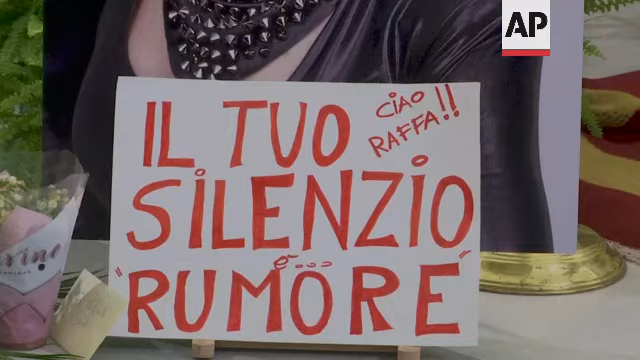 AP
CiAO
RAFFA!!
IL TUO
SiLENZiO
è...
"RUMORE"